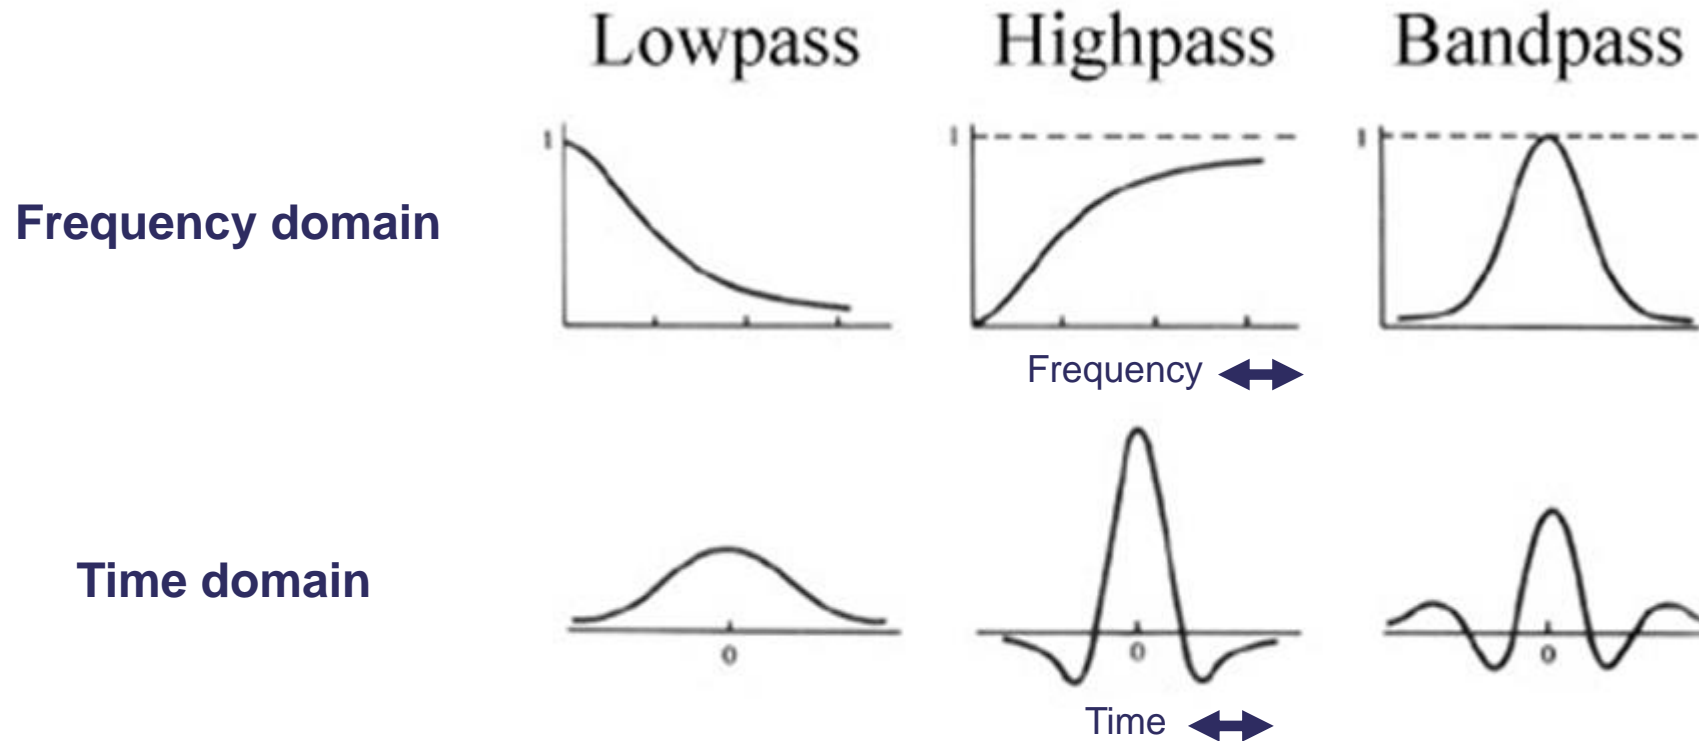 Lowpass
Highpass
Bandpass
Frequency domain
1
1
1
Frequency
Time domain
0
0
0
Time